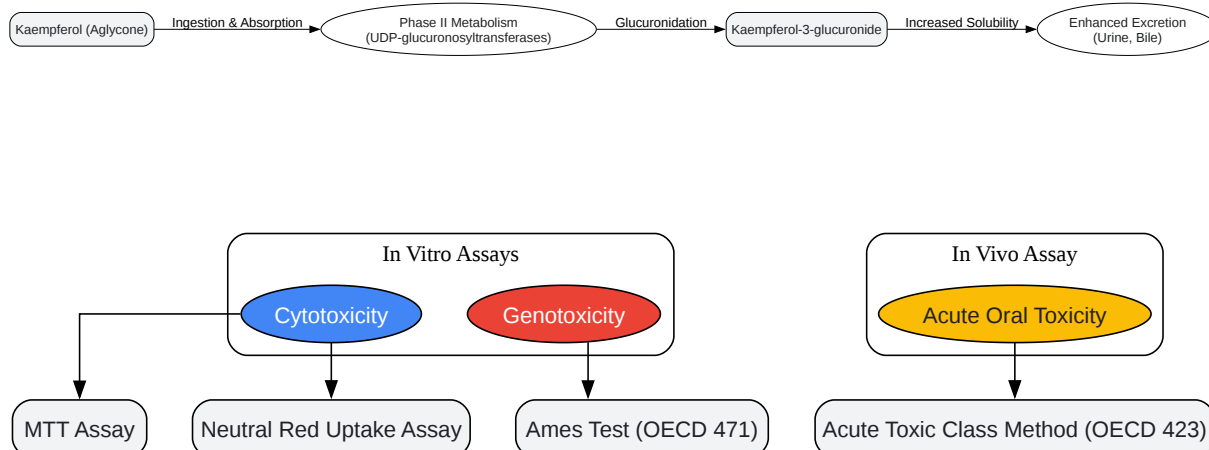 Kaempferol (Aglycone)
Ingestion & Absorption
Phase II Metabolism
(UDP-glucuronosyltransferases)
Glucuronidation
Kaempferol-3-glucuronide
Increased Solubility
Enhanced Excretion
(Urine, Bile)
In Vitro Assays
In Vivo Assay
Cytotoxicity
Genotoxicity
Acute Oral Toxicity
MTT Assay
Neutral Red Uptake Assay
Ames Test (OECD 471)
Acute Toxic Class Method (OECD 423)